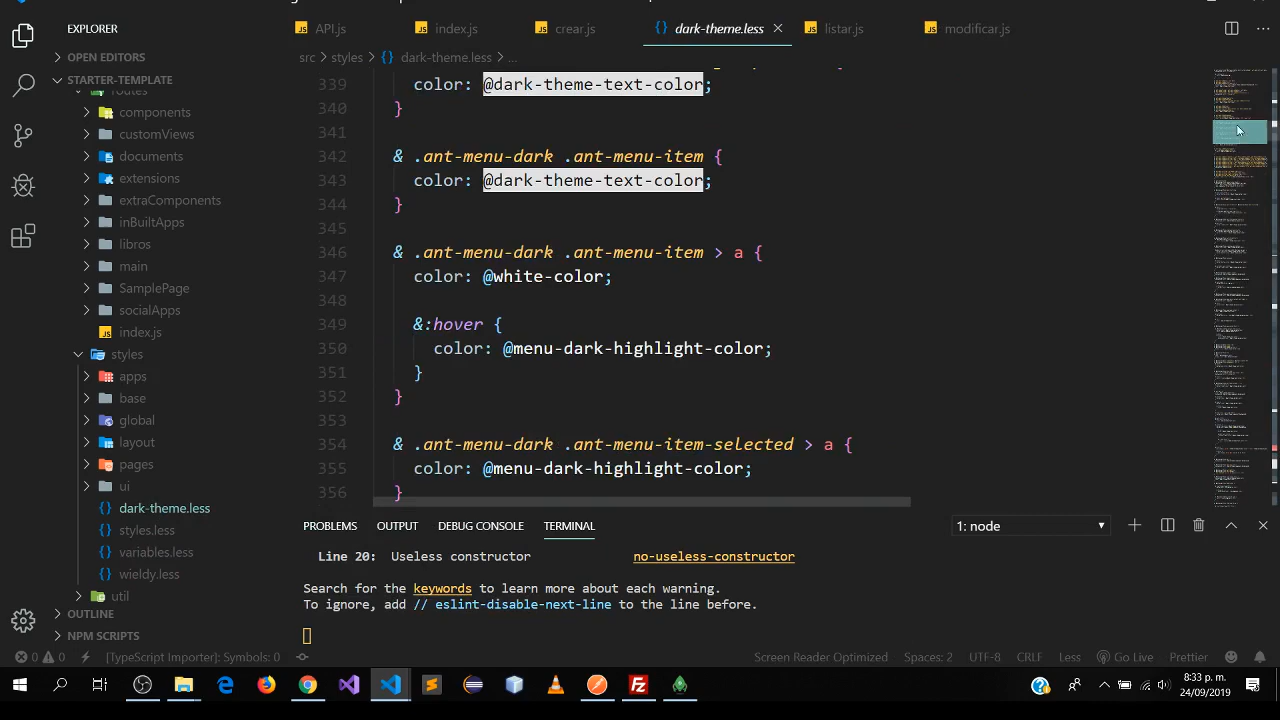 EXPLORER
API.js
index.js
crear.js
dark-theme.less
listar.js
modificar.js
OPEN EDITORS
src
styles
dark-theme.less
...
STARTER-TEMPLATE
routes
components
customViews
documents
extensions
extraComponents
inBuiltApps
libros
main
SamplePage
socialApps
index.js
styles
apps
base
global
layout
pages
ui
dark-theme.less
styles.less
variables.less
wieldy.less
util
OUTLINE
NPM SCRIPTS
339 color: @dark-theme-text-color;
340 }
341
342 & .ant-menu-dark .ant-menu-item {
343 color: @dark-theme-text-color;
344 }
345
346 & .ant-menu-dark .ant-menu-item > a {
347 color: @white-color;
348
349 &:hover {
350 color: @menu-dark-highlight-color;
351 }
352 }
353
354 & .ant-menu-dark .ant-menu-item-selected > a {
355 color: @menu-dark-highlight-color;
356 }
PROBLEMS OUTPUT DEBUG CONSOLE TERMINAL 1: node
Line 20: Useless constructor no-useless-constructor
Search for the keywords to learn more about each warning.
To ignore, add // eslint-disable-next-line to the line before.
0 0 [TypeScript Importer]: Symbols: 0
Screen Reader Optimized Spaces: 2 UTF-8 CRLF Less Go Live Prettier
8:33 p. m.
24/09/2019